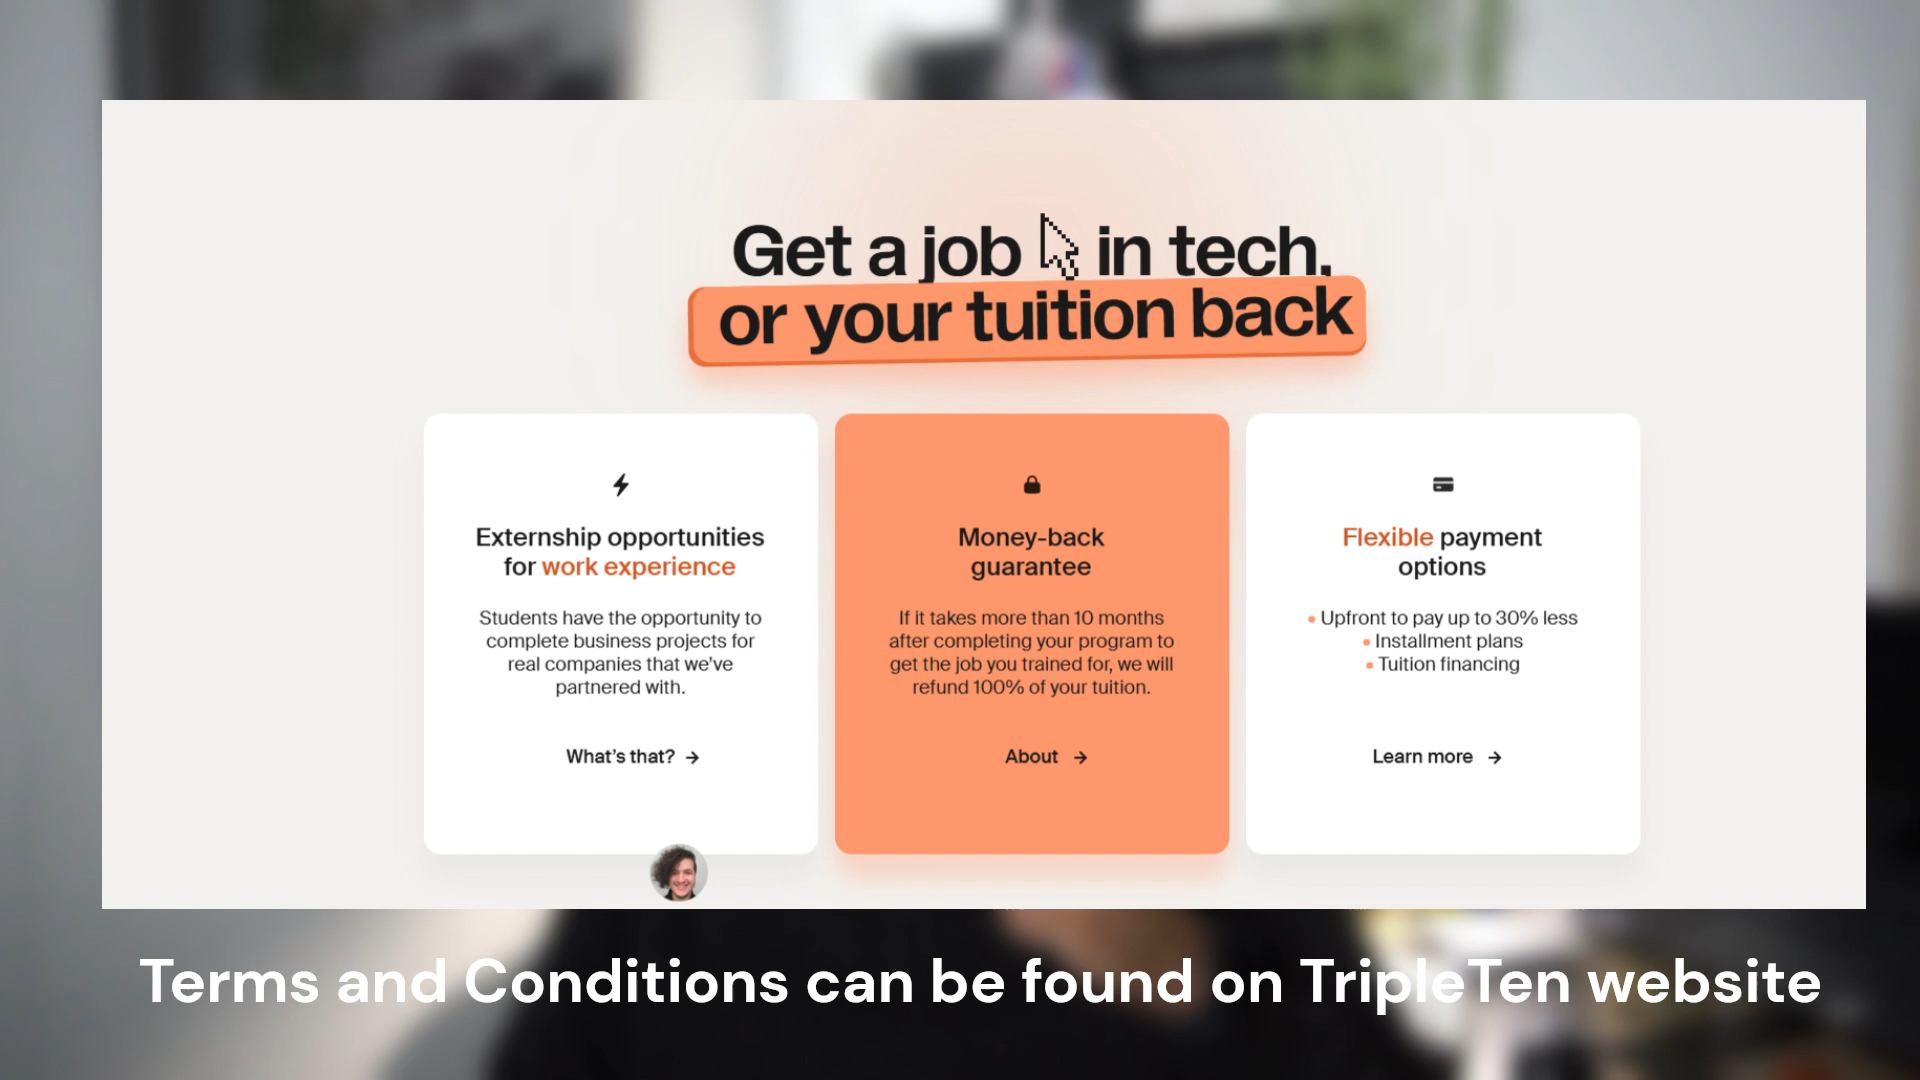 Get a job in tech,
or your tuition back
Externship opportunities
for work experience
Students have the opportunity to
complete business projects for
real companies that we've
partnered with.
What's that? →
Money-back
guarantee
If it takes more than 10 months
after completing your program to
get the job you trained for, we will
refund 100% of your tuition.
About →
Flexible payment
options
• Upfront to pay up to 30% less
• Installment plans
• Tuition financing
Learn more →
Terms and Conditions can be found on TripleTen website